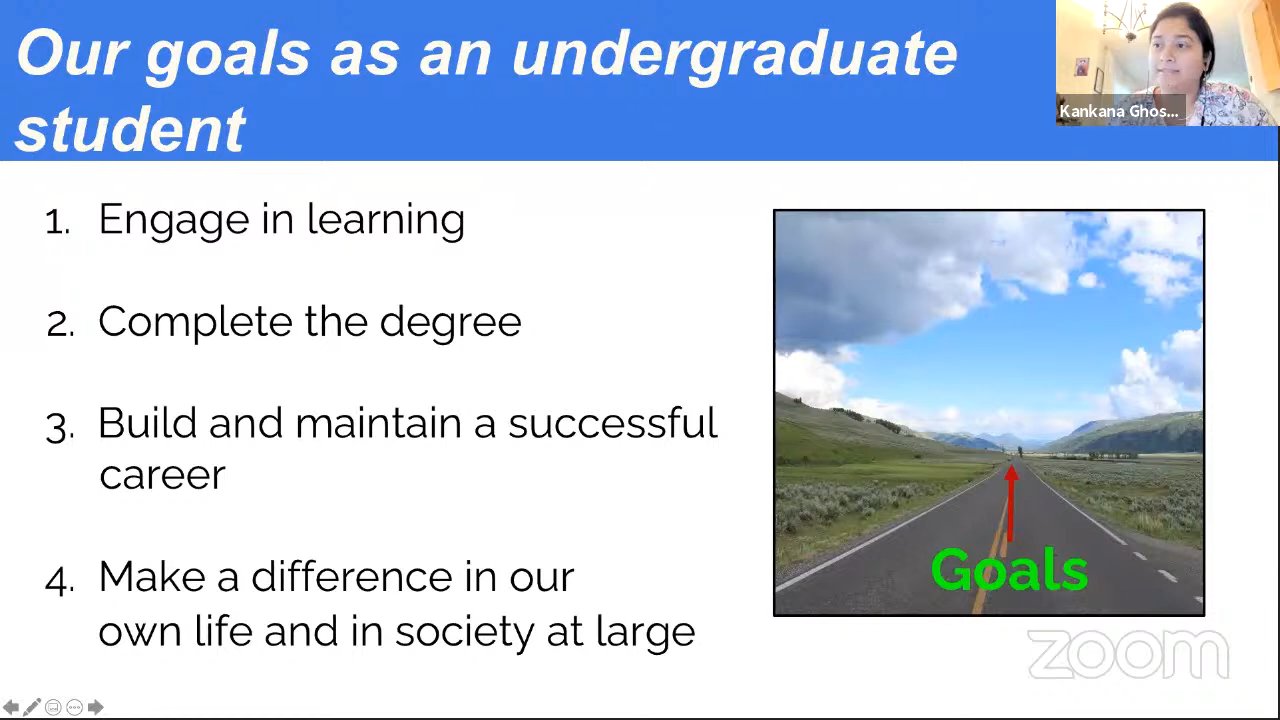 Our goals as an undergraduate
student
Kankana Ghos...
1. Engage in learning
2. Complete the degree
3. Build and maintain a successful
career
4. Make a difference in our
own life and in society at large
Goals
zoom